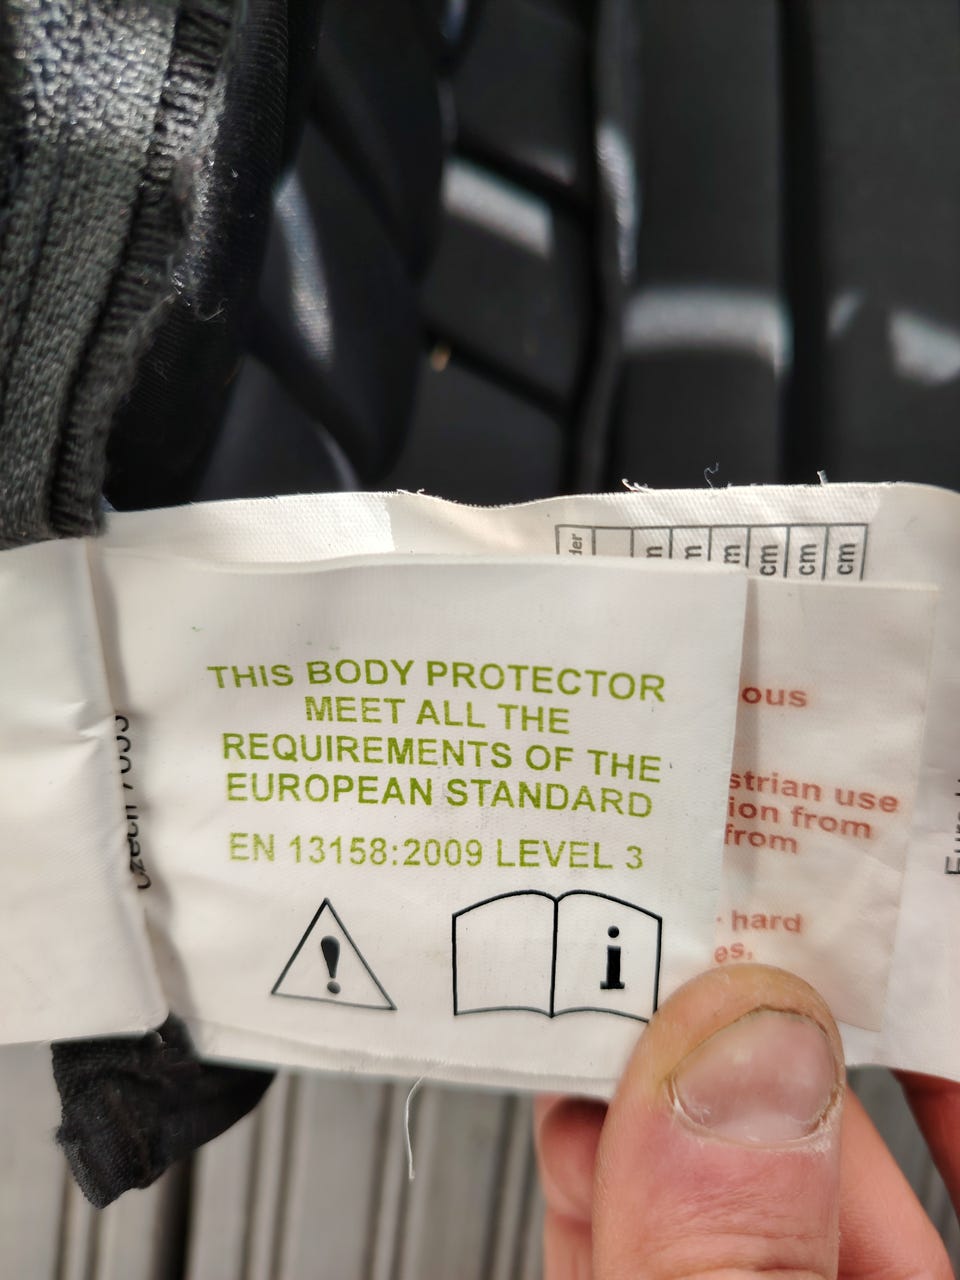 THIS BODY PROTECTOR
MEET ALL THE
REQUIREMENTS OF THE
EUROPEAN STANDARD
EN 13158:2009 LEVEL 3
i
cm
cm
cm
ous
strian use
ion from
from
hard
es,